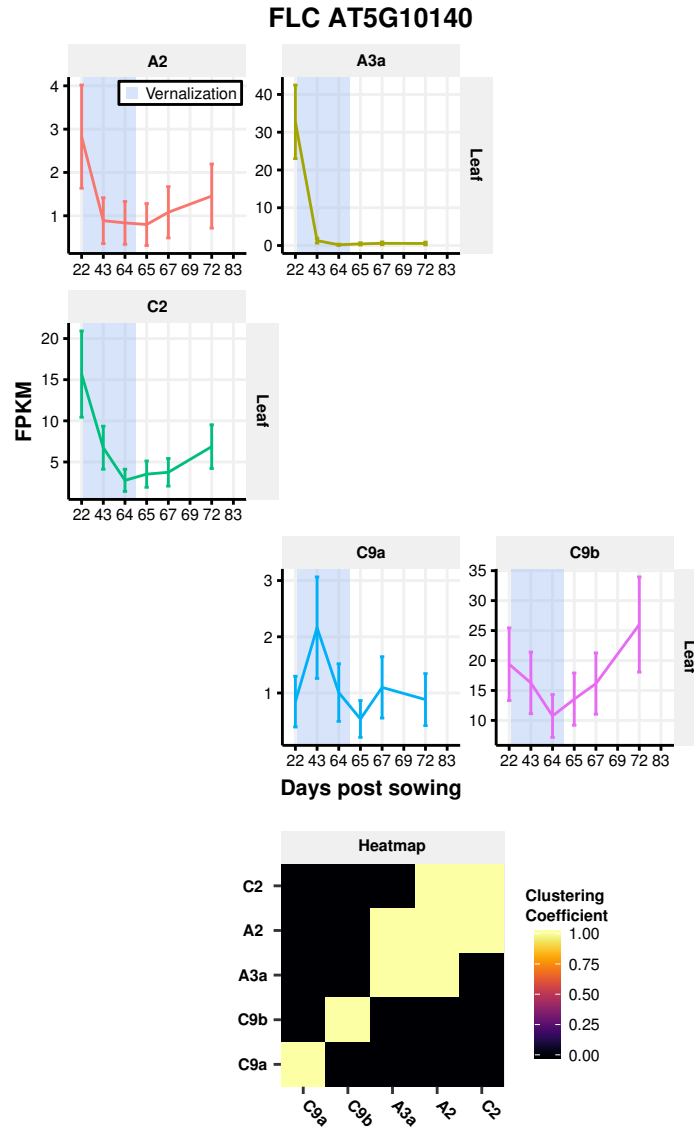 FLC AT5G10140
A2
A3a
Vernalization
4
3
2
1
40
30
20
10
0
Leaf
22 43 64 65 67 69 72 83
22 43 64 65 67 69 72 83
C2
20
15
10
5
FPKM
Leaf
22 43 64 65 67 69 72 83
C9a
C9b
3
2
1
35
30
25
20
15
10
Leaf
22 43 64 65 67 69 72 83
22 43 64 65 67 69 72 83
Days post sowing
Heatmap
C2
A2
A3a
C9b
C9a
C9a C9b A3a A2 C2
Clustering
Coefficient
1.00
0.75
0.50
0.25
0.00